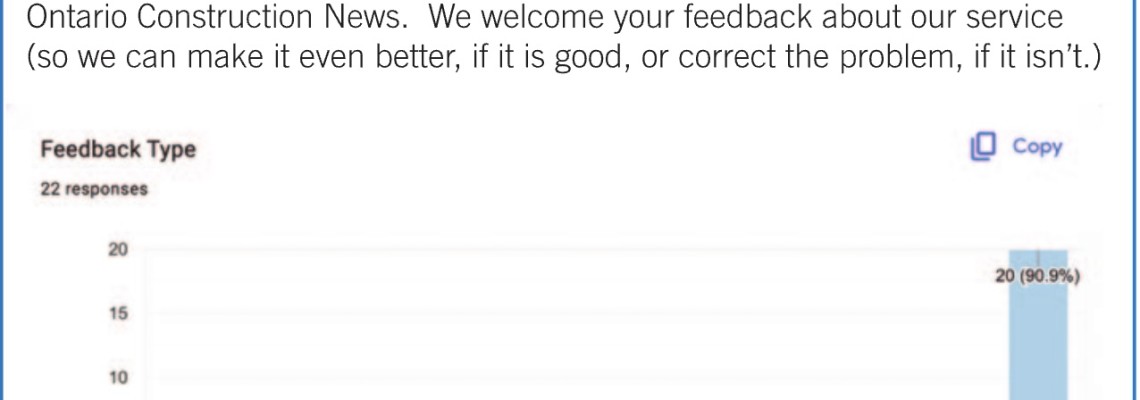 Ontario Construction News.  We welcome your feedback about our service
(so we can make it even better, if it is good, or correct the problem, if it isn't.)
Feedback Type
Copy
22 responses
20
20 (90.9%)
15
10